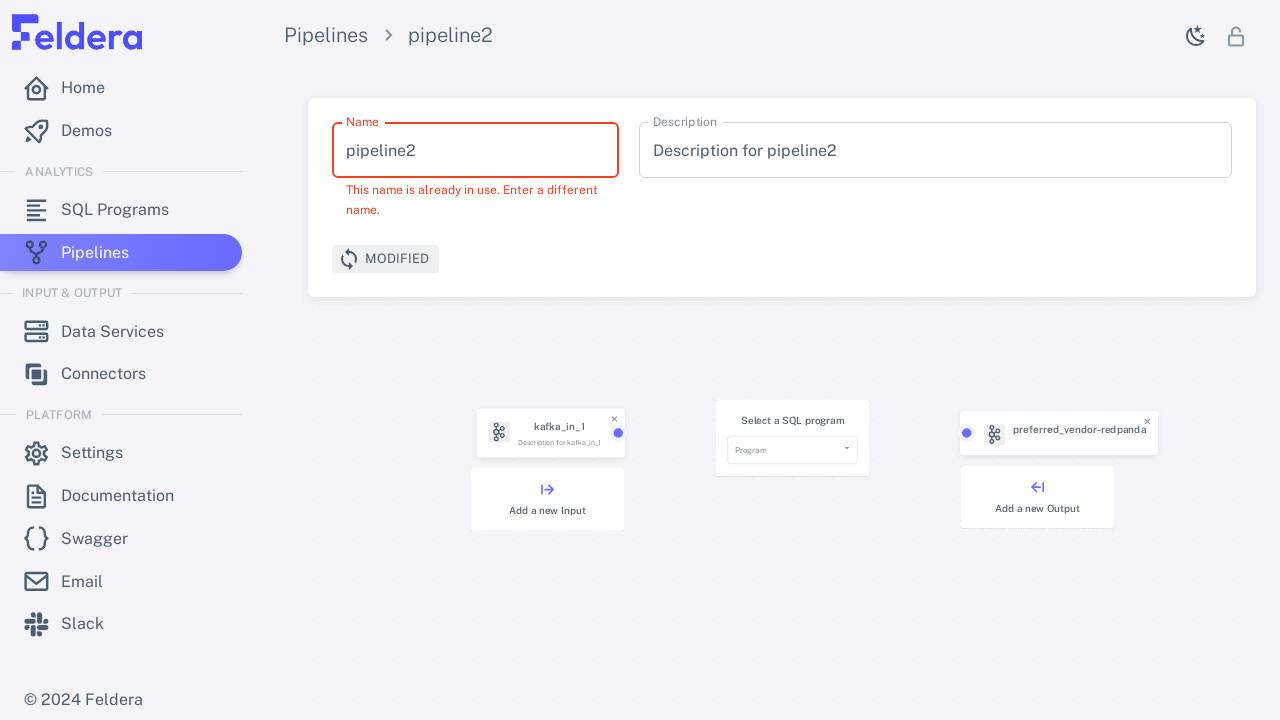 Feldera
Pipelines > pipeline2
Home
Demos
ANALYTICS
SQL Programs
Pipelines
INPUT & OUTPUT
Data Services
Connectors
PLATFORM
Settings
Documentation
Swagger
Email
Slack
© 2024 Feldera
Name
pipeline2
This name is already in use. Enter a different
name.
Description
Description for pipeline2
MODIFIED
kafka_in_1
Description for kafka_in_1
Add a new Input
Select a SQL program
Program
preferred_vendor-redpanda
Add a new Output